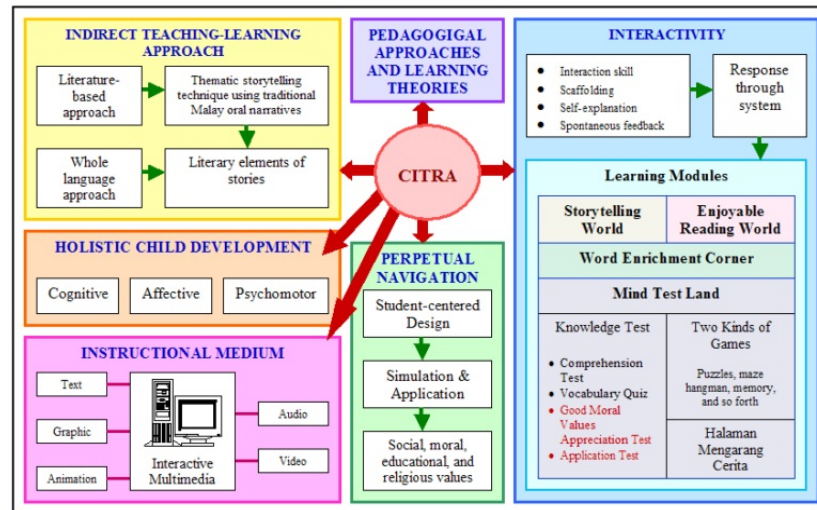 INDIRECT TEACHING-LEARNING
APPROACH
Literature-
based
approach
Thematic storytelling
technique using traditional
Malay oral narratives
Whole
language
approach
Literary elements of
stories
PEDAGOGIGAL
APPROACHES
AND LEARNING
THEORIES
CITRA
HOLISTIC CHILD DEVELOPMENT
Cognitive
Affective
Psychomotor
INSTRUCTIONAL MEDIUM
Text
Graphic
Animation
Interactive
Multimedia
Audio
Video
PERPETUAL
NAVIGATION
Student-centered
Design
Simulation &
Application
Social, moral,
educational, and
religious values
INTERACTIVITY
• Interaction skill
• Scaffolding
• Self-explanation
• Spontaneous feedback
Response
through
system
Learning Modules
Storytelling
World
Enjoyable
Reading World
Word Enrichment Corner
Mind Test Land
Knowledge Test
• Comprehension
Test
• Vocabulary Quiz
• Good Moral
Values
Appreciation Test
• Application Test
Two Kinds of
Games
Puzzles, maze
hangman, memory,
and so forth
Halaman
Mengarang
Cerita